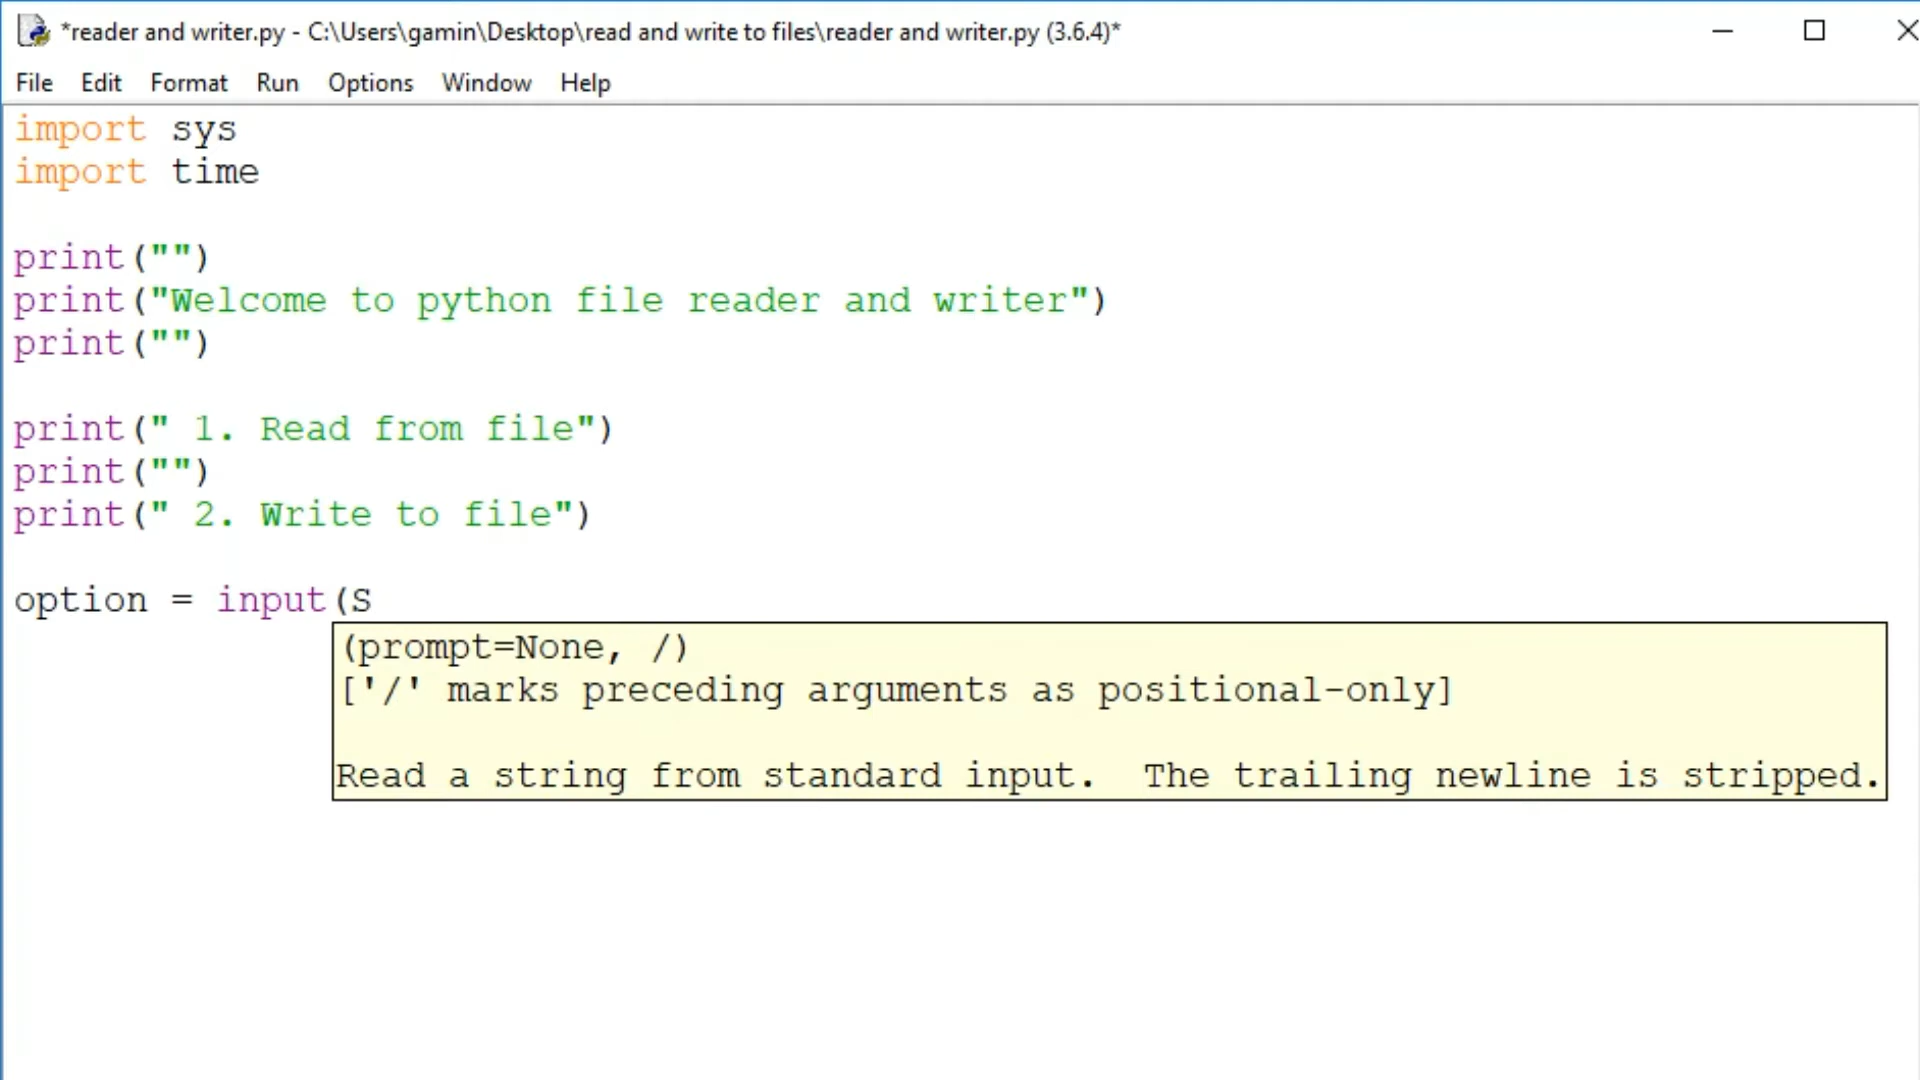 *reader and writer.py - C:\Users\gamin\Desktop\read and write to files\reader and writer.py (3.6.4)*
File Edit Format Run Options Window Help
import sys
import time
print("")
print("Welcome to python file reader and writer")
print("")
print(" 1. Read from file")
print("")
print(" 2. Write to file")
option = input(S
(prompt=None, /)
['/' marks preceding arguments as positional-only]
Read a string from standard input.  The trailing newline is stripped.